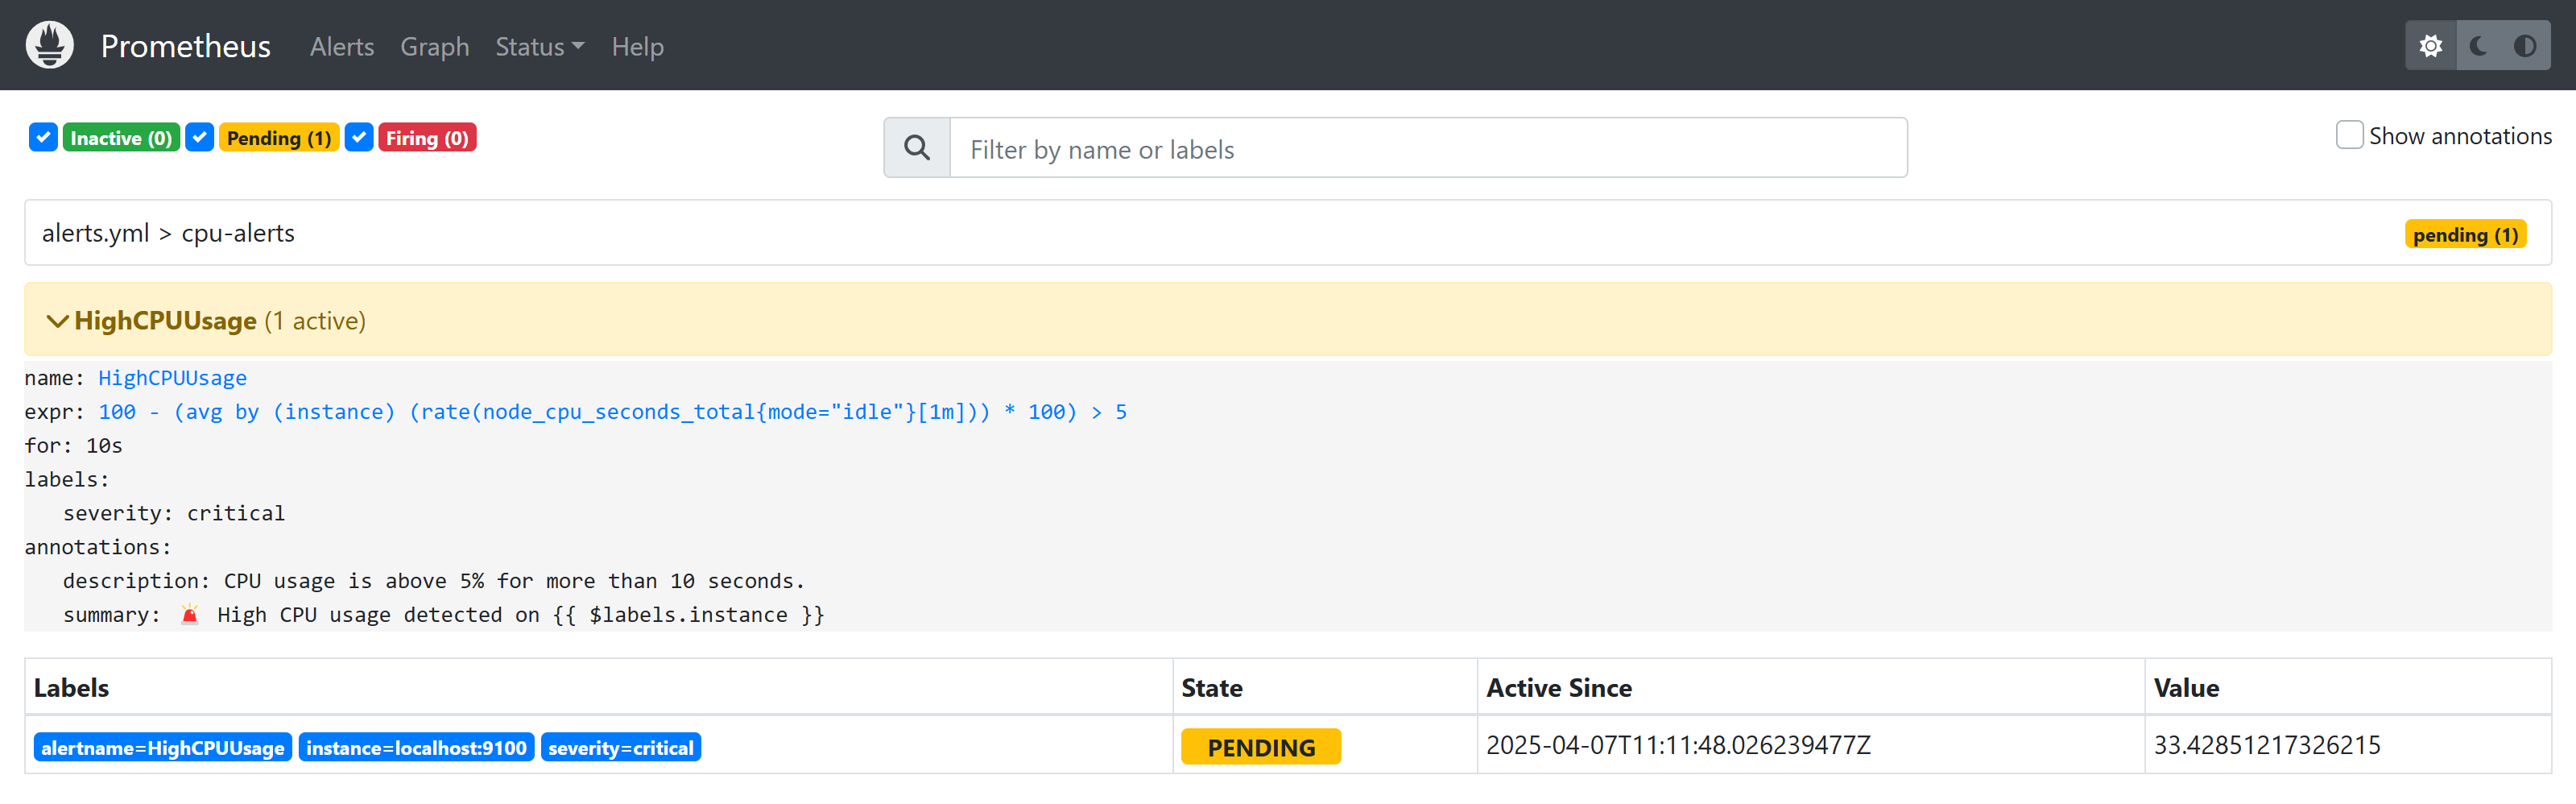 Prometheus Alerts Graph Status Help
Inactive (0) Pending (1) Firing (0) Filter by name or labels Show annotations
alerts.yml > cpu-alerts pending (1)
HighCPUUsage (1 active)
name: HighCPUUsage
expr: 100 - (avg by (instance) (rate(node_cpu_seconds_total{mode="idle"}[1m])) * 100) > 5
for: 10s
labels:
severity: critical
annotations:
description: CPU usage is above 5% for more than 10 seconds.
summary: 🚨 High CPU usage detected on {{ $labels.instance }}
Labels State Active Since Value
alertname=HighCPUUsage instance=localhost:9100 severity=critical PENDING 2025-04-07T11:11:48.026239477Z 33.42851217326215